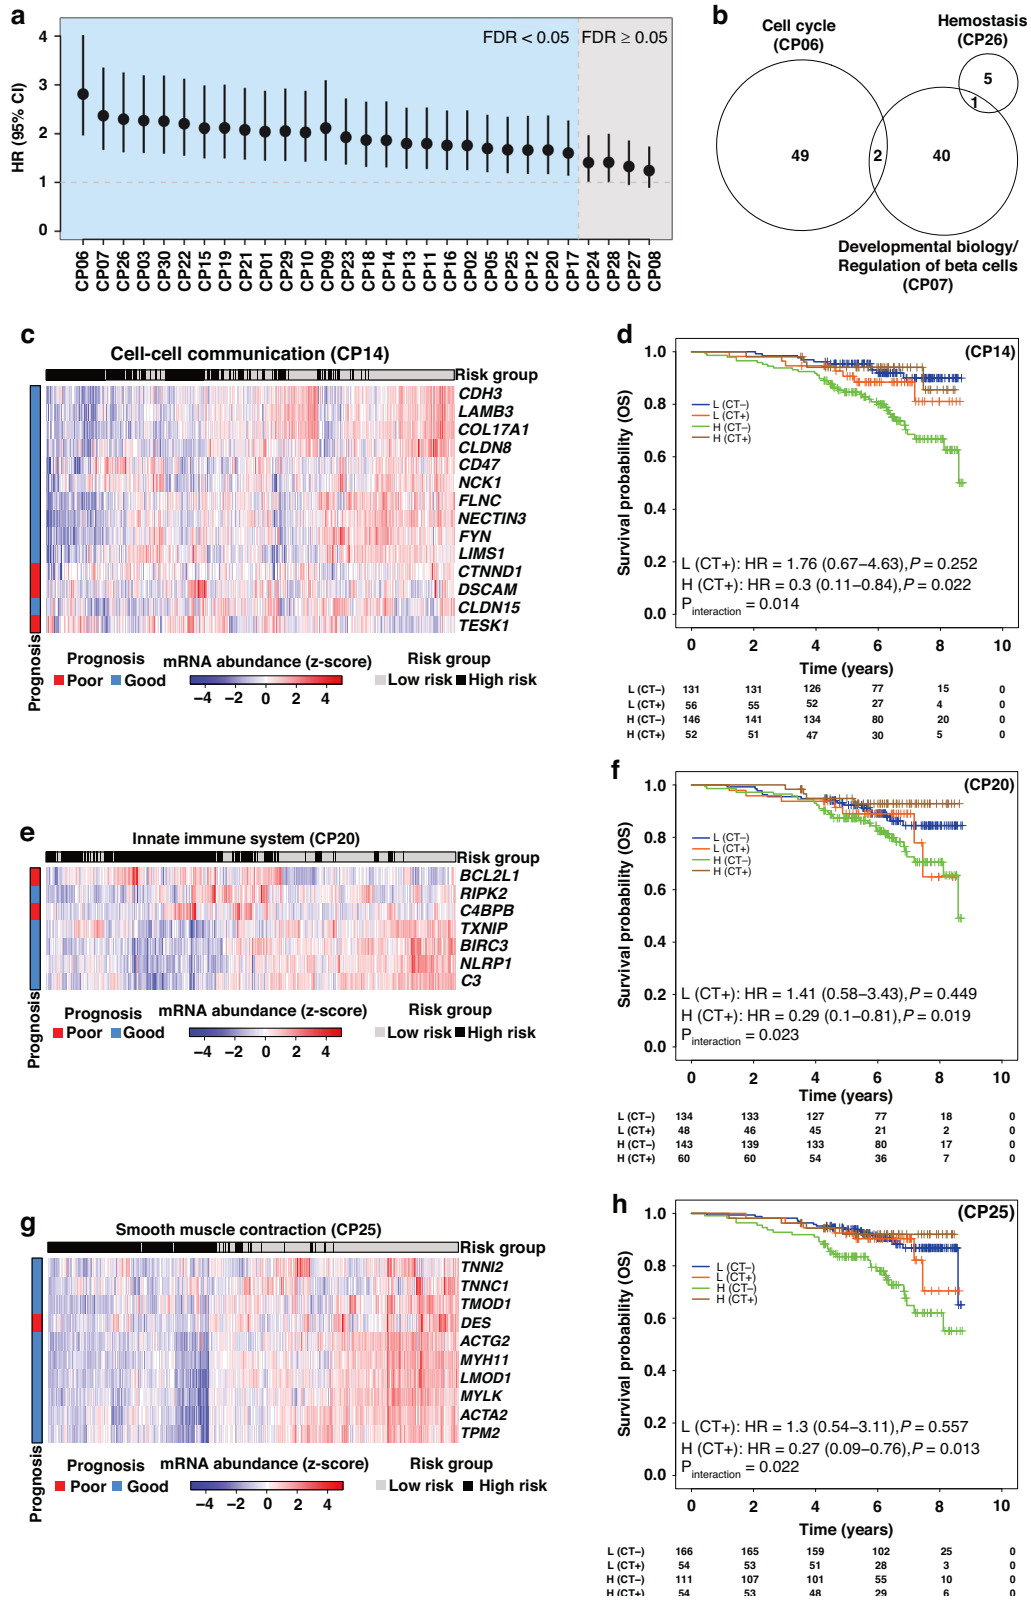 a
HR (95% CI)
4
3
2
1
0
FDR < 0.05
FDR ≥ 0.05
CP06 CP07 CP26 CP03 CP30 CP22 CP15 CP19 CP21 CP01 CP29 CP10 CP09 CP23 CP18 CP14 CP13 CP11 CP16 CP02 CP05 CP25 CP12 CP20 CP17 CP24 CP28 CP27 CP08
b
Cell cycle
(CP06)
Hemostasis
(CP26)
5
1
49
2
40
Developmental biology/
Regulation of beta cells
(CP07)
c
Cell-cell communication (CP14)
Risk group
CDH3
LAMB3
COL17A1
CLDN8
CD47
NCK1
FLNC
NECTIN3
FYN
LIMS1
CTNND1
DSCAM
CLDN15
TESK1
Prognosis
Prognosis
Poor Good
mRNA abundance (z-score)
−4 −2 0 2 4
Risk group
Low risk High risk
d
(CP14)
Survival probability (OS)
1.0
0.8
0.6
0.4
0.2
0.0
L (CT−)
L (CT+)
H (CT−)
H (CT+)
L (CT+): HR = 1.76 (0.67−4.63), P = 0.252
H (CT+): HR = 0.3 (0.11−0.84), P = 0.022
Pinteraction = 0.014
0 2 4 6 8 10
Time (years)
L (CT−) 131 131 126 77 15 0
L (CT+) 56 55 52 27 4 0
H (CT−) 146 141 134 80 20 0
H (CT+) 52 51 47 30 5 0
e
Innate immune system (CP20)
Risk group
BCL2L1
RIPK2
C4BPB
TXNIP
BIRC3
NLRP1
C3
Prognosis
Prognosis
Poor Good
mRNA abundance (z-score)
−4 −2 0 2 4
Risk group
Low risk High risk
f
(CP20)
Survival probability (OS)
1.0
0.8
0.6
0.4
0.2
0.0
L (CT−)
L (CT+)
H (CT−)
H (CT+)
L (CT+): HR = 1.41 (0.58−3.43), P = 0.449
H (CT+): HR = 0.29 (0.1−0.81), P = 0.019
Pinteraction = 0.023
0 2 4 6 8 10
Time (years)
L (CT−) 134 133 127 77 18 0
L (CT+) 48 46 45 21 2 0
H (CT−) 143 139 133 80 17 0
H (CT+) 60 60 54 36 7 0
g
Smooth muscle contraction (CP25)
Risk group
TNNI2
TNNC1
TMOD1
DES
ACTG2
MYH11
LMOD1
MYLK
ACTA2
TPM2
Prognosis
Prognosis
Poor Good
mRNA abundance (z-score)
−4 −2 0 2 4
Risk group
Low risk High risk
h
(CP25)
Survival probability (OS)
1.0
0.8
0.6
0.4
0.2
0.0
L (CT−)
L (CT+)
H (CT−)
H (CT+)
L (CT+): HR = 1.3 (0.54−3.11), P = 0.557
H (CT+): HR = 0.27 (0.09−0.76), P = 0.013
Pinteraction = 0.022
0 2 4 6 8 10
Time (years)
L (CT−) 166 165 159 102 25 0
L (CT+) 54 53 51 28 3 0
H (CT−) 111 107 101 55 10 0
H (CT+) 54 53 48 29 6 0